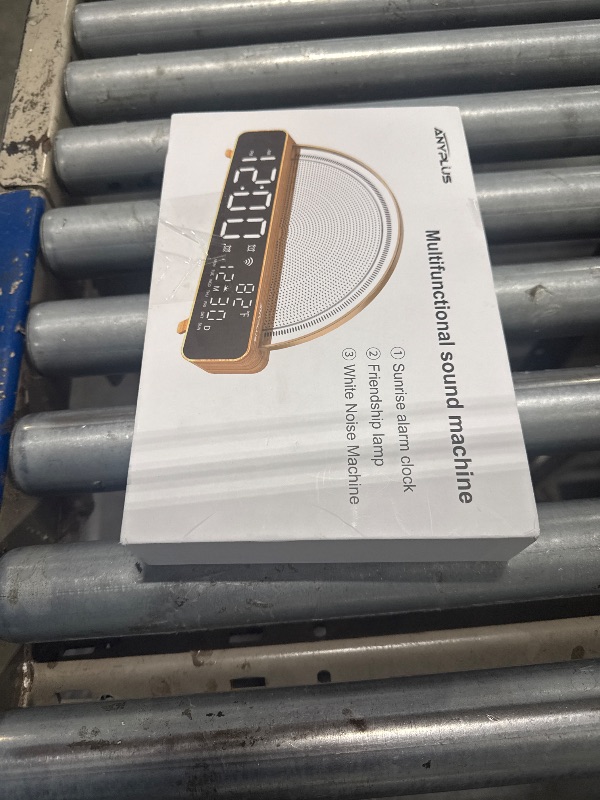 ANYPLUS
Multifunctional sound machine
① Sunrise alarm clock
② Friendship lamp
③ White Noise Machine
12:00
82°F
12 M 30 D